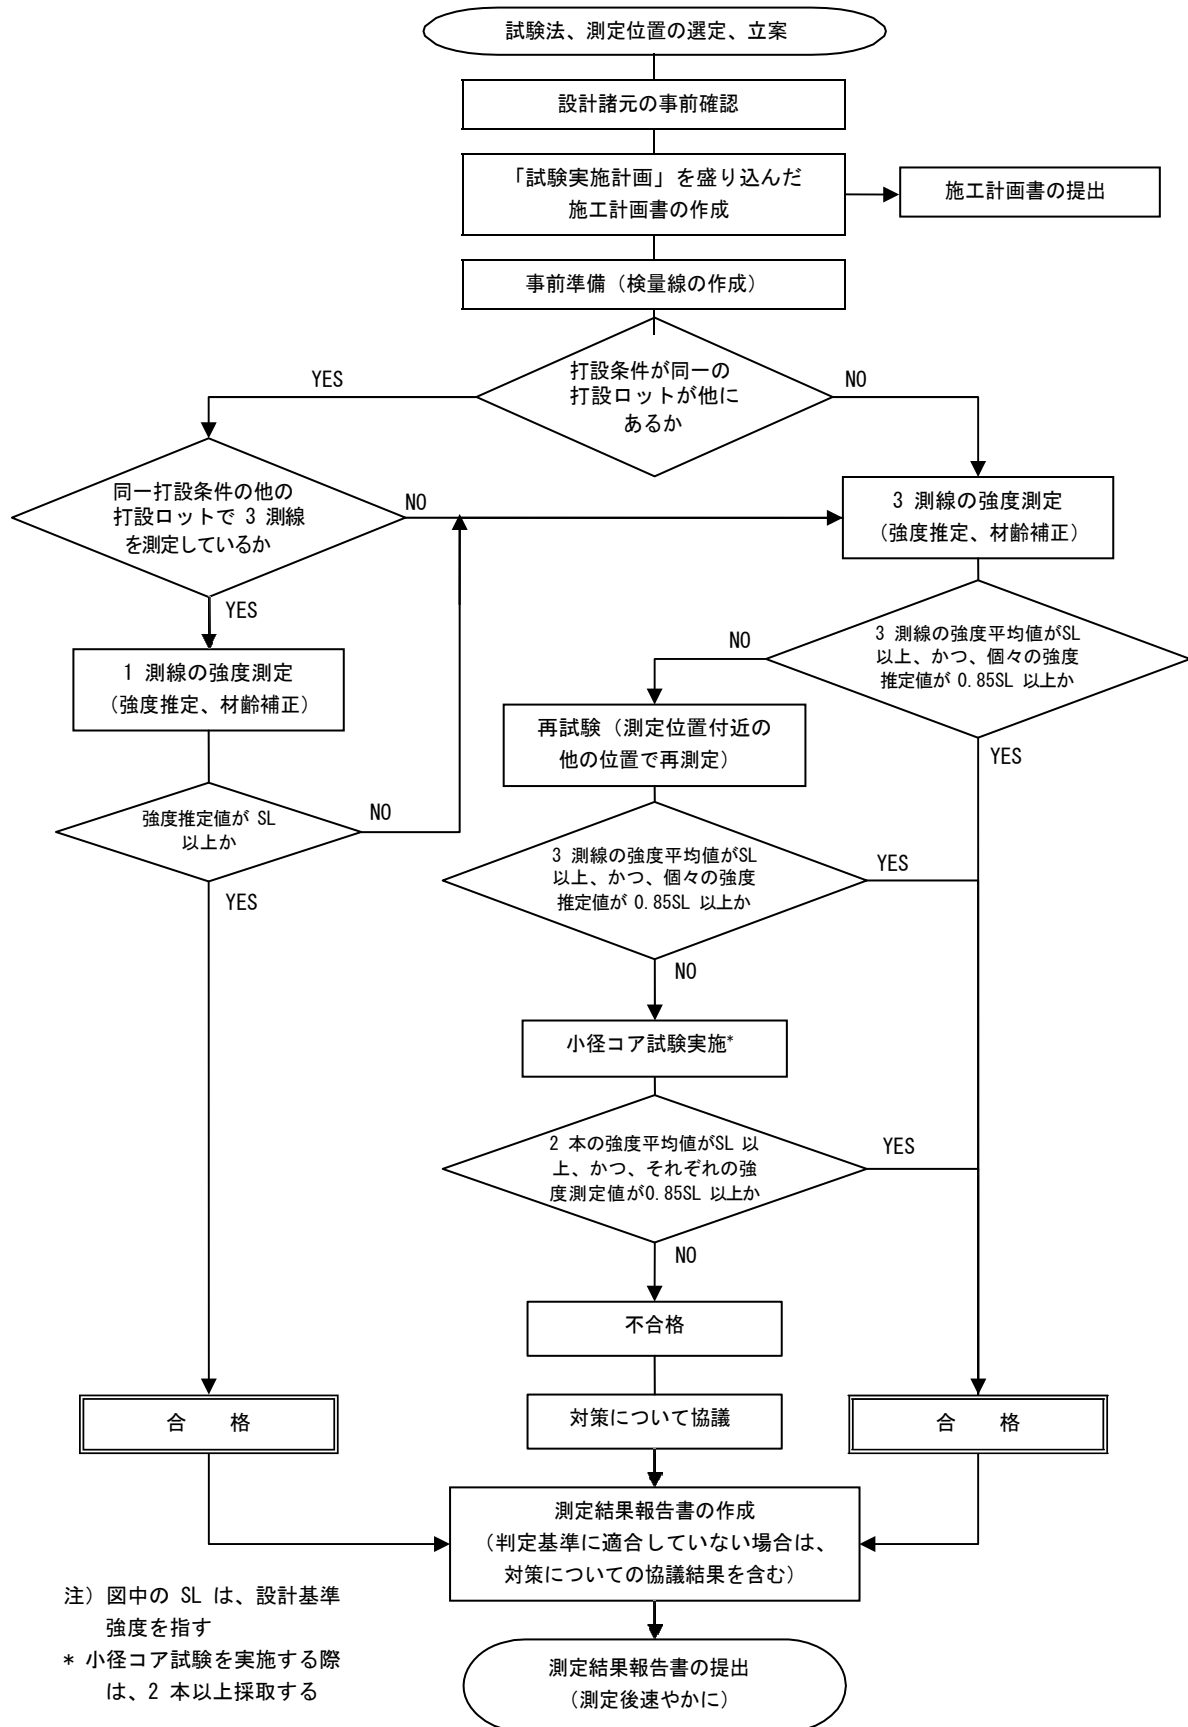 試験法、測定位置の選定、立案
設計諸元の事前確認
「試験実施計画」を盛り込んだ
施工計画書の作成
施工計画書の提出
事前準備（検量線の作成）
打設条件が同一の
打設ロットが他に
あるか
YES
NO
同一打設条件の他の
打設ロットで 3 測線
を測定しているか
NO
YES
3 測線の強度測定
（強度推定、材齢補正）
1 測線の強度測定
（強度推定、材齢補正）
3 測線の強度平均値がSL
以上、かつ、個々の強度
推定値が 0.85SL 以上か
NO
YES
再試験（測定位置付近の
他の位置で再測定）
強度推定値が SL
以上か
NO
YES
3 測線の強度平均値がSL
以上、かつ、個々の強度
推定値が 0.85SL 以上か
YES
NO
小径コア試験実施*
2 本の強度平均値がSL 以
上、かつ、それぞれの強
度測定値が0.85SL 以上か
YES
NO
不合格
合　　格
対策について協議
合　　格
測定結果報告書の作成
（判定基準に適合していない場合は、
対策についての協議結果を含む）
注）図中の SL は、設計基準
強度を指す
* 小径コア試験を実施する際
は、2 本以上採取する
測定結果報告書の提出
（測定後速やかに）